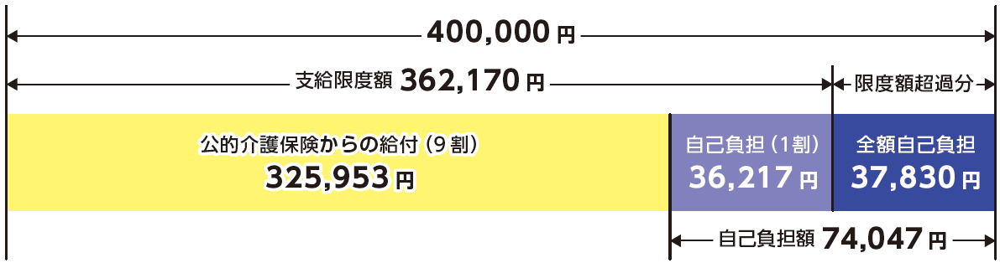 400,000 円
支給限度額 362,170 円
限度額超過分
公的介護保険からの給付（9 割）
325,953 円
自己負担（1割）
36,217 円
全額自己負担
37,830 円
自己負担額 74,047 円